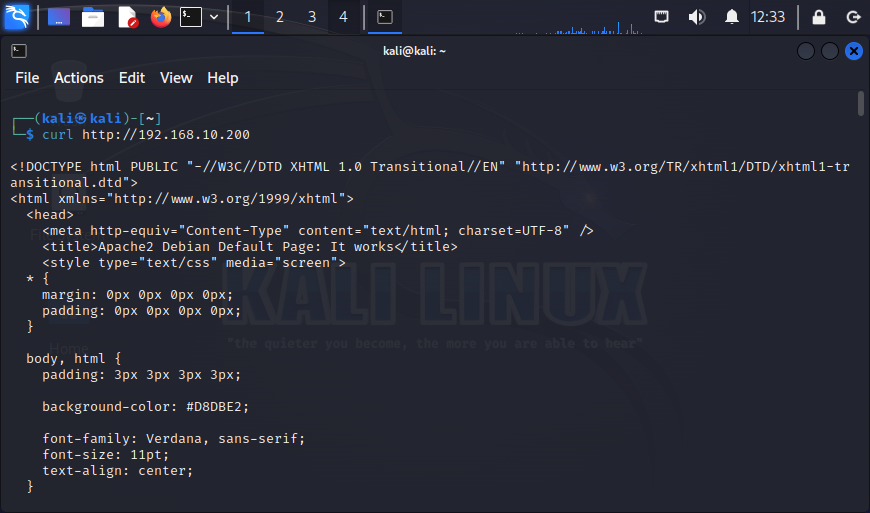 1 2 3 4 12:33
kali@kali: ~
File Actions Edit View Help
┌──(kali㉿kali)-[~]
└─$ curl http://192.168.10.200
<!DOCTYPE html PUBLIC "-//W3C//DTD XHTML 1.0 Transitional//EN" "http://www.w3.org/TR/xhtml1/DTD/xhtml1-tr
ansitional.dtd">
<html xmlns="http://www.w3.org/1999/xhtml">
  <head>
    <meta http-equiv="Content-Type" content="text/html; charset=UTF-8" />
    <title>Apache2 Debian Default Page: It works</title>
    <style type="text/css" media="screen">
  * {
    margin: 0px 0px 0px 0px;
    padding: 0px 0px 0px 0px;
  }
KALI LINUX
"the quieter you become, the more you are able to hear"
Home
  body, html {
    padding: 3px 3px 3px 3px;
    background-color: #D8DBE2;
    font-family: Verdana, sans-serif;
    font-size: 11pt;
    text-align: center;
  }